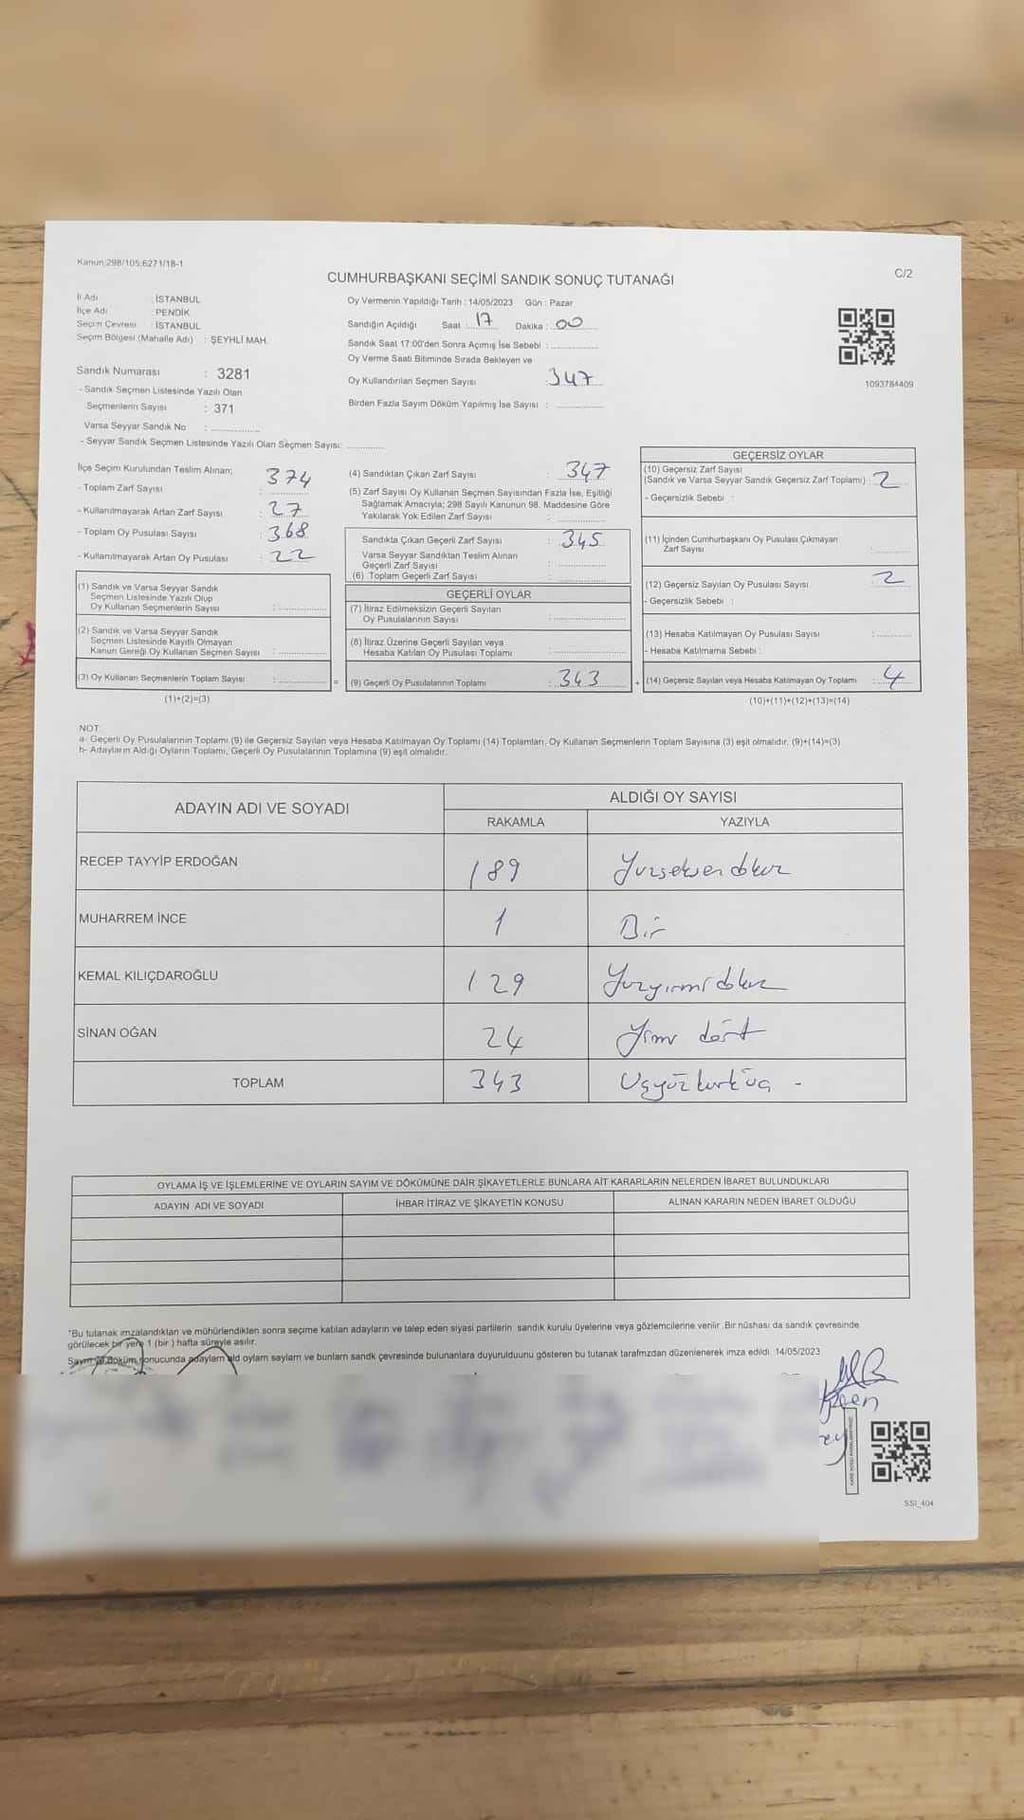 Kanun:298/105;6271/18-1
CUMHURBAŞKANI SEÇİMİ SANDIK SONUÇ TUTANAĞI
C/2
İl Adı : İSTANBUL
İlçe Adı : PENDİK
Seçim Çevresi : İSTANBUL
Seçim Bölgesi (Mahalle Adı) : ŞEYHLİ MAH.
Sandık Numarası : 3281
- Sandık Seçmen Listesinde Yazılı Olan
Seçmenlerin Sayısı : 371
Varsa Seyyar Sandık No :
- Seyyar Sandık Seçmen Listesinde Yazılı Olan Seçmen Sayısı:
Oy Vermenin Yapıldığı Tarih : 14/05/2023 Gün : Pazar
Sandığın Açıldığı Saat : 17 Dakika : 00
Sandık Saat 17:00'den Sonra Açımış İse Sebebi :
Oy Verme Saati Bitiminde Sırada Bekleyen ve
Oy Kullandırılan Seçmen Sayısı : 347
Birden Fazla Sayım Döküm Yapılmış İse Sayısı :
1093784409
İlçe Seçim Kurulundan Teslim Alınan;
- Toplam Zarf Sayısı : 374
- Kullanılmayarak Artan Zarf Sayısı : 27
- Toplam Oy Pusulası Sayısı : 368
- Kullanılmayarak Artan Oy Pusulası : 22
(1) Sandık ve Varsa Seyyar Sandık
Seçmen Listesinde Yazılı Olup
Oy Kullanan Seçmenlerin Sayısı :
(2) Sandık ve Varsa Seyyar Sandık
Seçmen Listesinde Kayıtlı Olmayan
Kanun Gereği Oy Kullanan Seçmen Sayısı :
(3) Oy Kullanan Seçmenlerin Toplam Sayısı :
(1)+(2)=(3)
(4) Sandıktan Çıkan Zarf Sayısı : 347
(5) Zarf Sayısı Oy Kullanan Seçmen Sayısından Fazla İse, Eşitliği
Sağlamak Amacıyla; 298 Sayılı Kanunun 98. Maddesine Göre
Yakılarak Yok Edilen Zarf Sayısı :
Sandıkta Çıkan Geçerli Zarf Sayısı : 345
Varsa Seyyar Sandıktan Teslim Alınan
Geçerli Zarf Sayısı :
(6) Toplam Geçerli Zarf Sayısı :
GEÇERLİ OYLAR
(7) İtiraz Edilmeksizin Geçerli Sayılan
Oy Pusulalarının Sayısı :
(8) İtiraz Üzerine Geçerli Sayılan veya
Hesaba Katılan Oy Pusulası Toplamı :
= (9) Geçerli Oy Pusulalarının Toplamı : 343
GEÇERSİZ OYLAR
(10) Geçersiz Zarf Sayısı
(Sandık ve Varsa Seyyar Sandık Geçersiz Zarf Toplamı) : 2
- Geçersizlik Sebebi :
(11) İçinden Cumhurbaşkanı Oy Pusulası Çıkmayan
Zarf Sayısı :
(12) Geçersiz Sayılan Oy Pusulası Sayısı : 2
- Geçersizlik Sebebi :
(13) Hesaba Katılmayan Oy Pusulası Sayısı :
- Hesaba Katılmama Sebebi :
+ (14) Geçersiz Sayılan veya Hesaba Katılmayan Oy Toplamı : 4
(10)+(11)+(12)+(13)=(14)
NOT:
a- Geçerli Oy Pusulalarının Toplamı (9) ile Geçersiz Sayılan veya Hesaba Katılmayan Oy Toplamı (14) Toplamları, Oy Kullanan Seçmenlerin Toplam Sayısına (3) eşit olmalıdır. (9)+(14)=(3)
b- Adayların Aldığı Oyların Toplamı, Geçerli Oy Pusulalarının Toplamına (9) eşit olmalıdır.
ADAYIN ADI VE SOYADI
ALDIĞI OY SAYISI
RAKAMLA YAZIYLA
RECEP TAYYİP ERDOĞAN 189 Yüzseksen dokuz
MUHARREM İNCE 1 Bir
KEMAL KILIÇDAROĞLU 129 Yüzyirmi dokuz
SİNAN OĞAN 24 Yirmi dört
TOPLAM 343 Üçyüz kırk üç -
OYLAMA İŞ VE İŞLEMLERİNE VE OYLARIN SAYIM VE DÖKÜMÜNE DAİR ŞİKAYETLERLE BUNLARA AİT KARARLARIN NELERDEN İBARET BULUNDUKLARI
ADAYIN ADI VE SOYADI İHBAR İTİRAZ VE ŞİKAYETİN KONUSU ALINAN KARARIN NEDEN İBARET OLDUĞU
*Bu tutanak imzalandıktan ve mühürlendikten sonra seçime katılan adayların ve talep eden siyasi partilerin sandık kurulu üyelerine veya gözlemcilerine verilir. Bir nüshası da sandık çevresinde
görülecek bir yere 1 (bir) hafta süreyle asılır.
Sayım ve döküm sonucunda adayların ald oyların sayların ve bunların sandk çevresinde bulunanlara duyurulduunu gösteren bu tutanak tarafmzdan düzenlenerek imza edildi. 14/05/2023
SSI_404